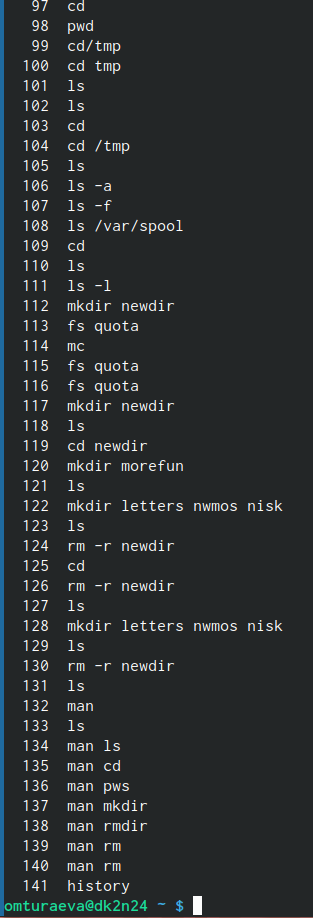 97 cd
98 pwd
99 cd/tmp
100 cd tmp
101 ls
102 ls
103 cd
104 cd /tmp
105 ls
106 ls -a
107 ls -f
108 ls /var/spool
109 cd
110 ls
111 ls -l
112 mkdir newdir
113 fs quota
114 mc
115 fs quota
116 fs quota
117 mkdir newdir
118 ls
119 cd newdir
120 mkdir morefun
121 ls
122 mkdir letters nwmos nisk
123 ls
124 rm -r newdir
125 cd
126 rm -r newdir
127 ls
128 mkdir letters nwmos nisk
129 ls
130 rm -r newdir
131 ls
132 man
133 ls
134 man ls
135 man cd
136 man pws
137 man mkdir
138 man rmdir
139 man rm
140 man rm
141 history
omturaeva@dk2n24 ~ $